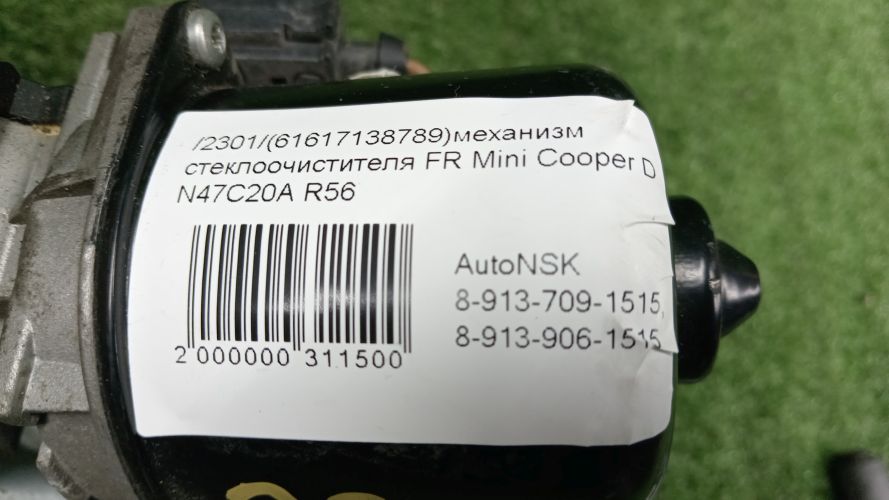 /2301/(61617138789)механизм
стеклоочистителя FR Mini Cooper D
N47C20A R56
AutoNSK
8-913-709-1515,
8-913-906-1515
2 000000 311500